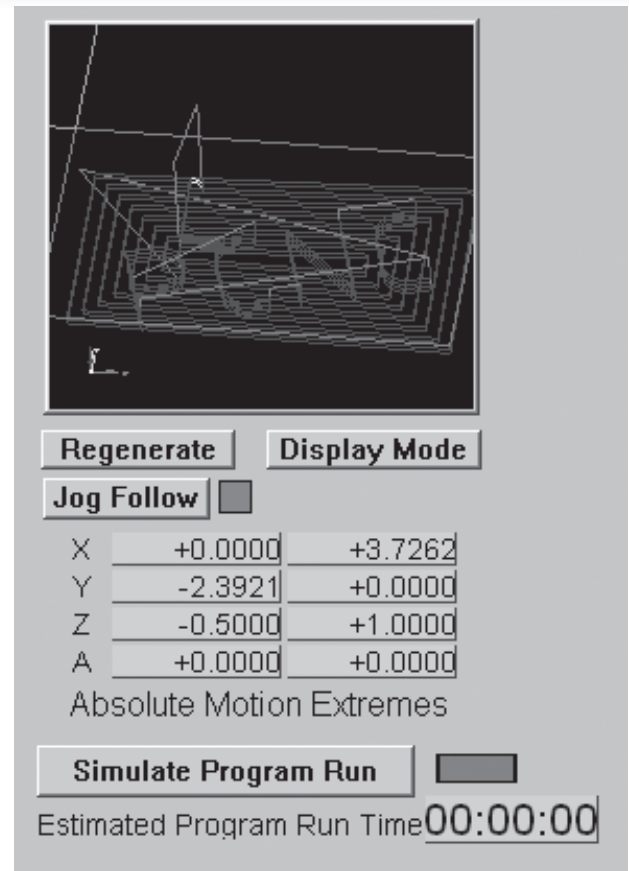 Regenerate Display Mode
Jog Follow
X +0.0000 +3.7262
Y -2.3921 +0.0000
Z -0.5000 +1.0000
A +0.0000 +0.0000
Absolute Motion Extremes
Simulate Program Run
Estimated Program Run Time 00:00:00